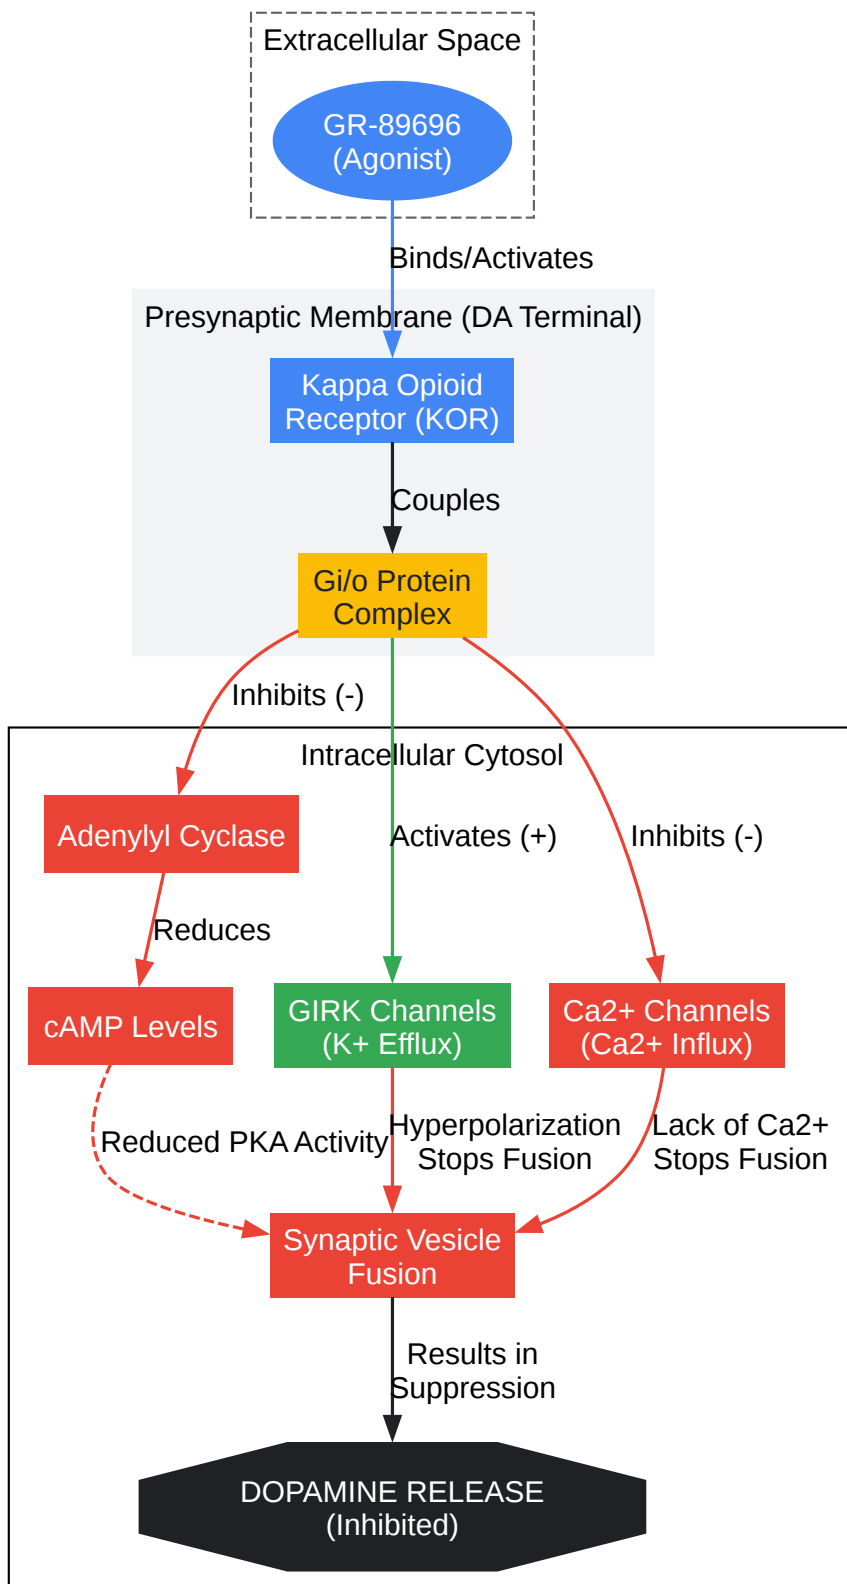 Extracellular Space
GR-89696
(Agonist)
Binds/Activates
Presynaptic Membrane (DA Terminal)
Kappa Opioid
Receptor (KOR)
Couples
Gi/o Protein
Complex
Inhibits (-)
Intracellular Cytosol
Adenylyl Cyclase
Activates (+)
Inhibits (-)
Reduces
cAMP Levels
GIRK Channels
(K+ Efflux)
Ca2+ Channels
(Ca2+ Influx)
Reduced PKA Activity
Hyperpolarization
Stops Fusion
Lack of Ca2+
Stops Fusion
Synaptic Vesicle
Fusion
Results in
Suppression
DOPAMINE RELEASE
(Inhibited)